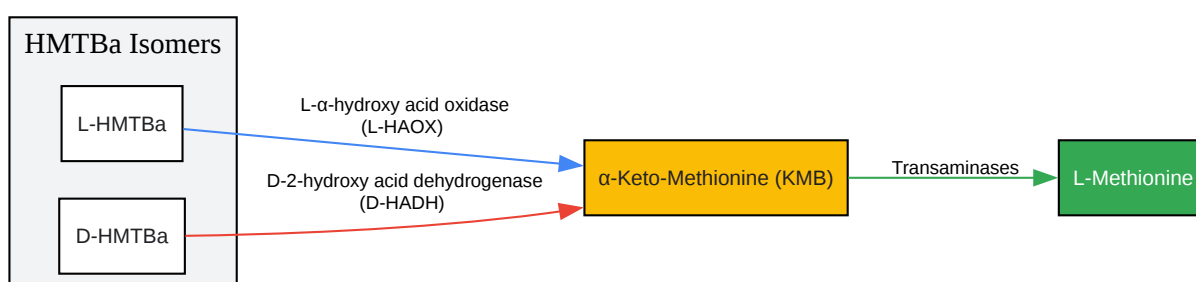 HMTBa Isomers
L-HMTBa
D-HMTBa
L-α-hydroxy acid oxidase
(L-HAOX)
D-2-hydroxy acid dehydrogenase
(D-HADH)
α-Keto-Methionine (KMB)
Transaminases
L-Methionine